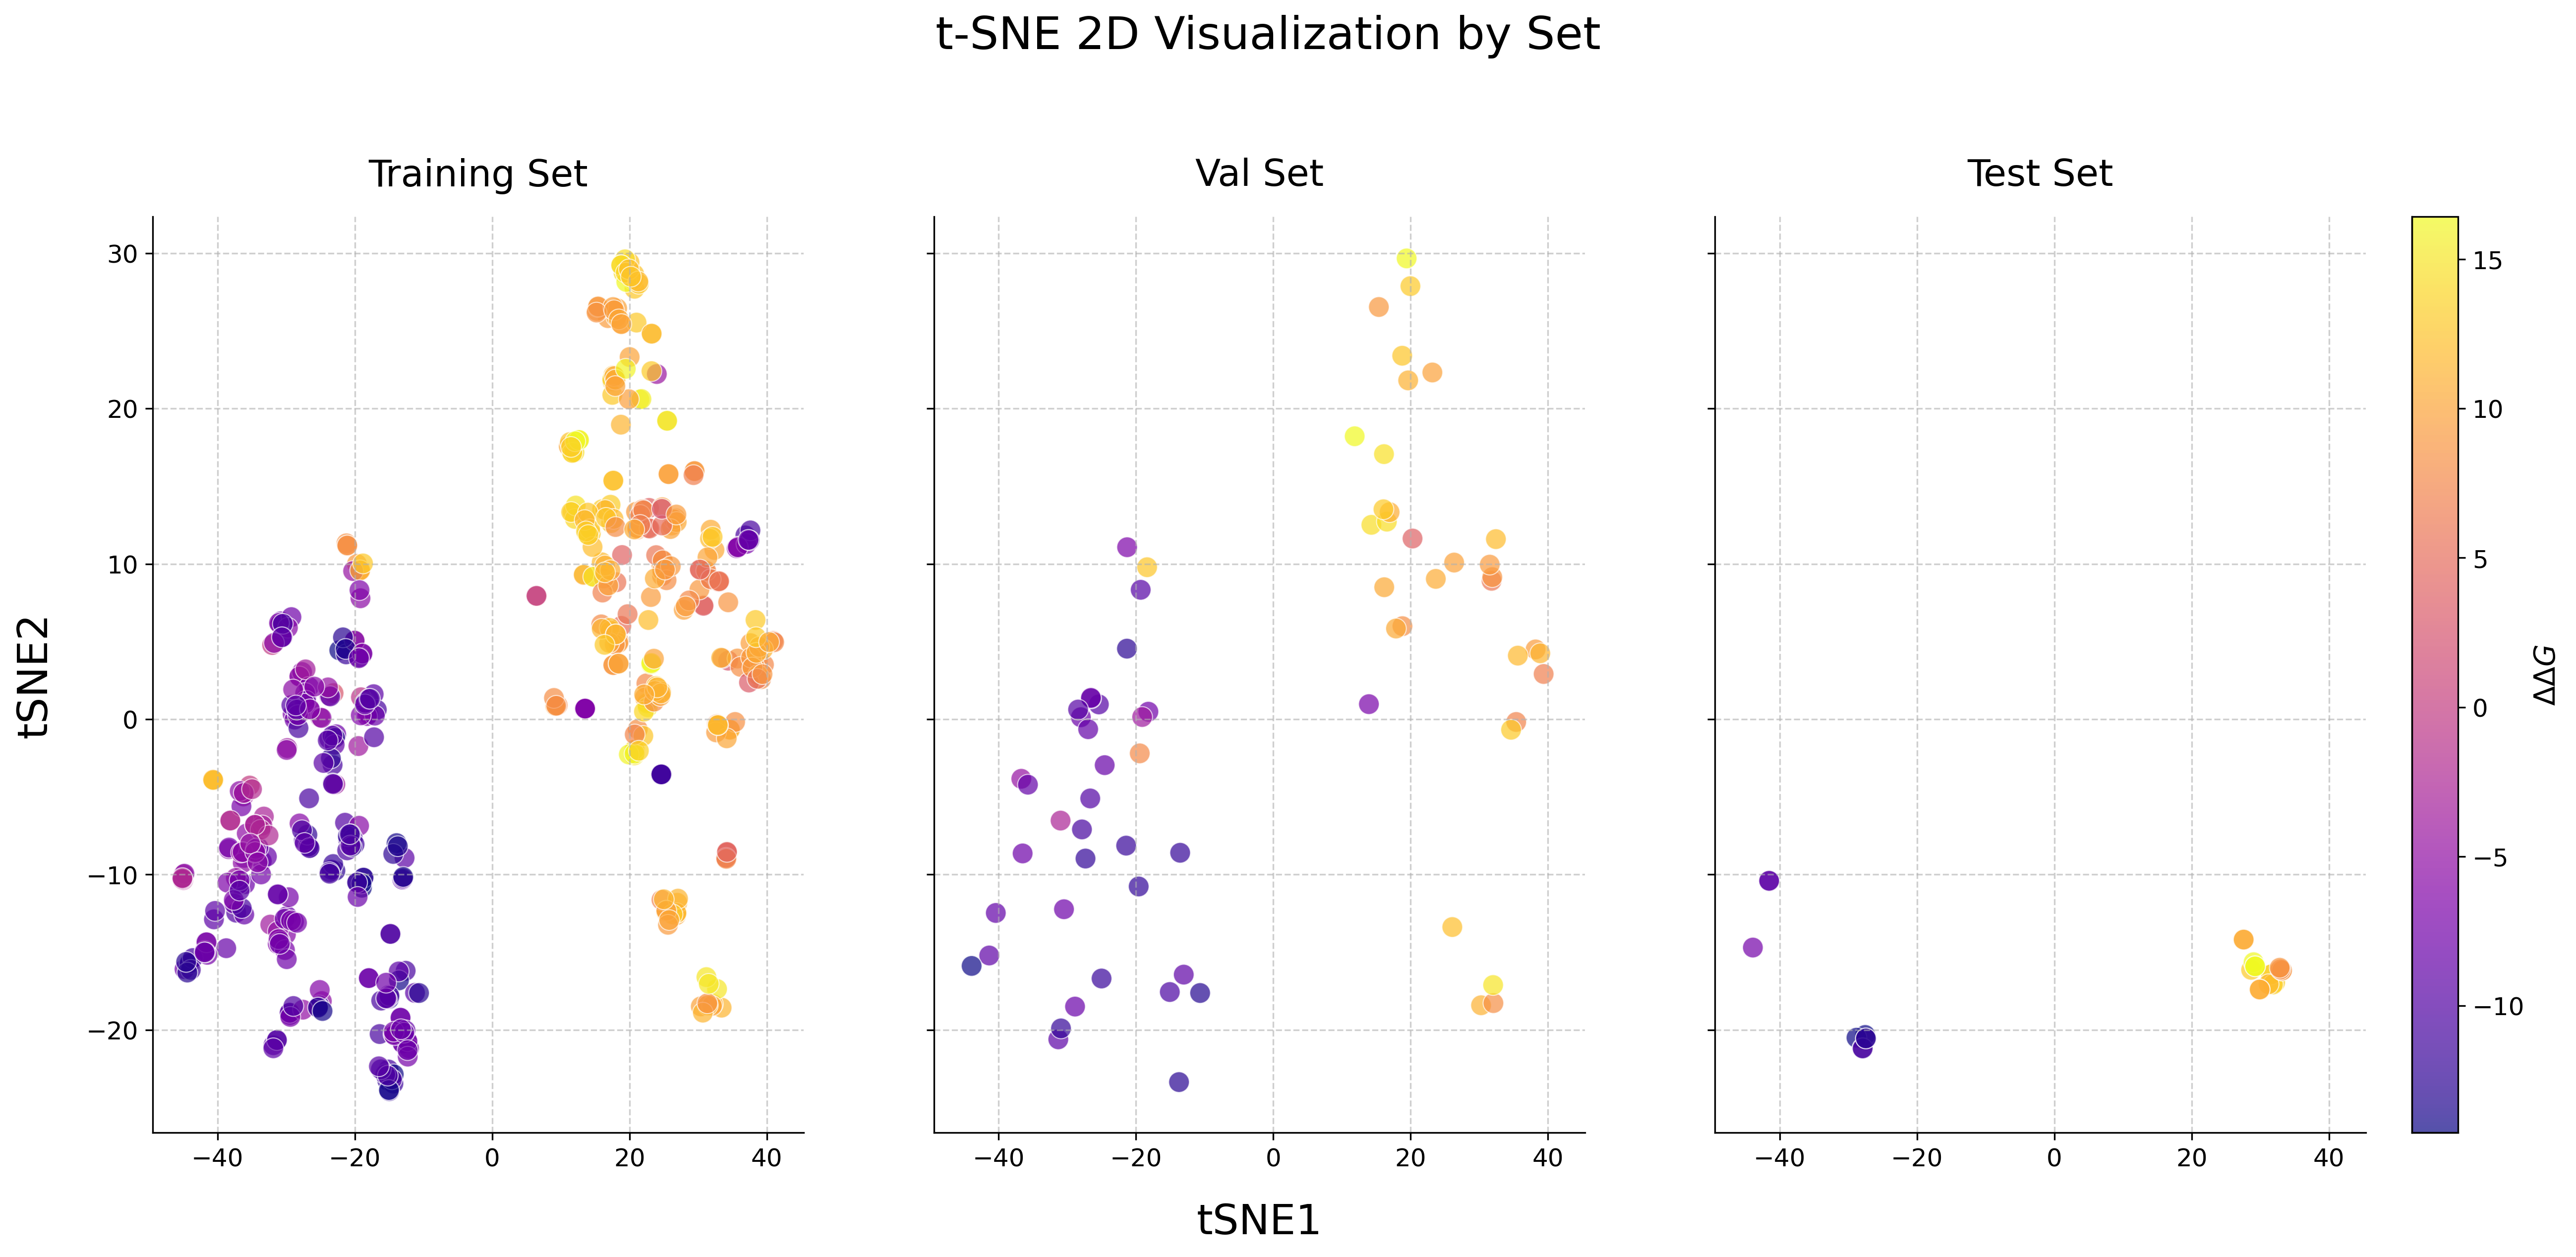 t-SNE 2D Visualization by Set
Training Set
Val Set
Test Set
tSNE2
30
20
10
0
−10
−20
−40 −20 0 20 40
−40 −20 0 20 40
−40 −20 0 20 40
tSNE1
15
10
5
0
−5
−10
ΔΔG